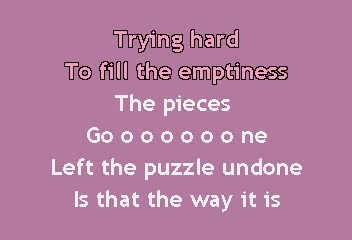 Trying hard
To fill the emptiness
The pieces
Go o o o o o o ne
Left the puzzle undone
Is that the way it is